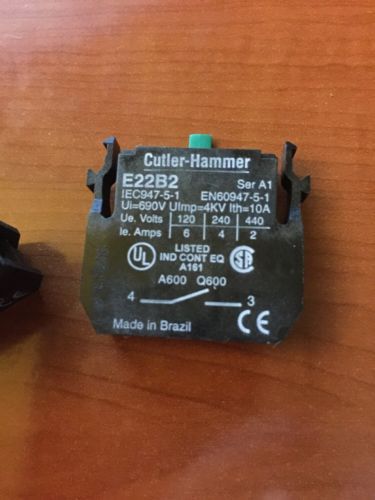 Cutler-Hammer
E22B2 Ser A1
IEC947-5-1 EN60947-5-1
Ui=690V UImp=4KV Ith=10A
Ue. Volts 120 240 440
Ie. Amps 6 4 2
UL LISTED SA
IND CONT EQ
A161
A600 Q600
4 3
Made in Brazil CE